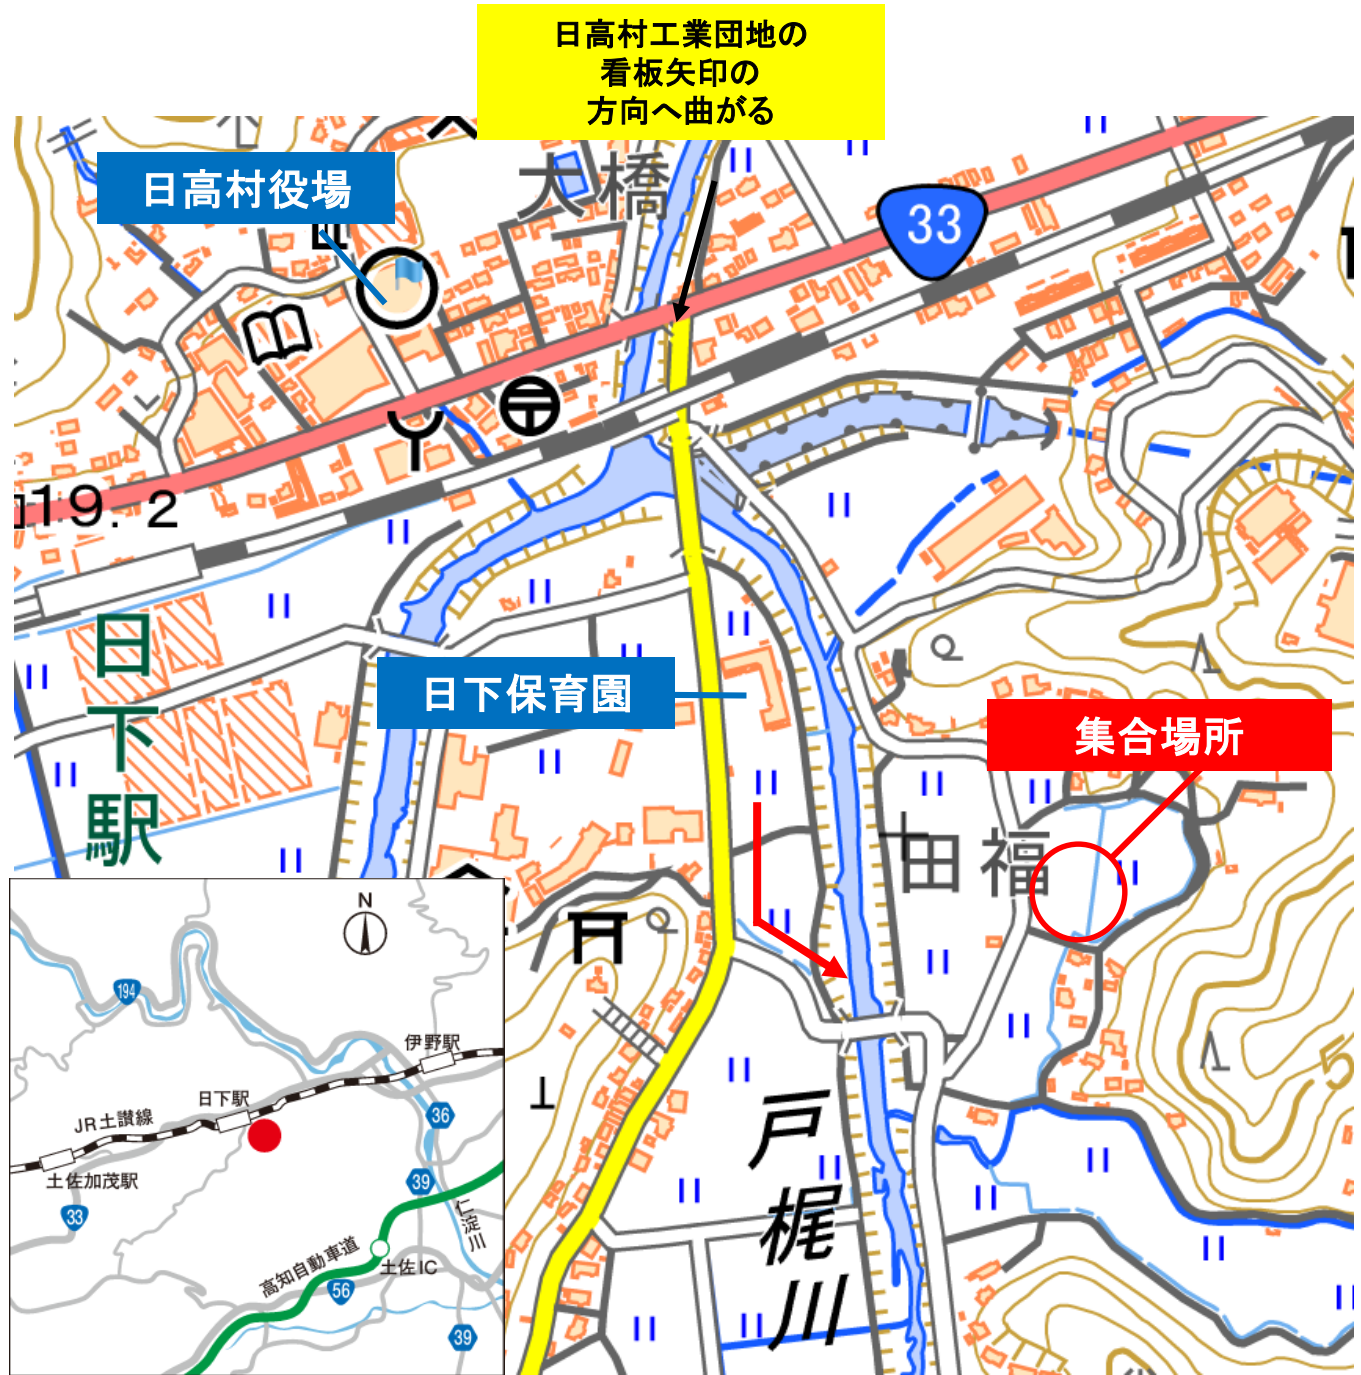 日高村工業団地の
看板矢印の
方向へ曲がる
日高村役場
大橋
33
19.2
日下駅
日下保育園
集合場所
田福
戸梶川
5
N
194
伊野駅
日下駅
JR土讃線
36
土佐加茂駅
39
33
仁淀川
高知自動車道
土佐IC
56
39